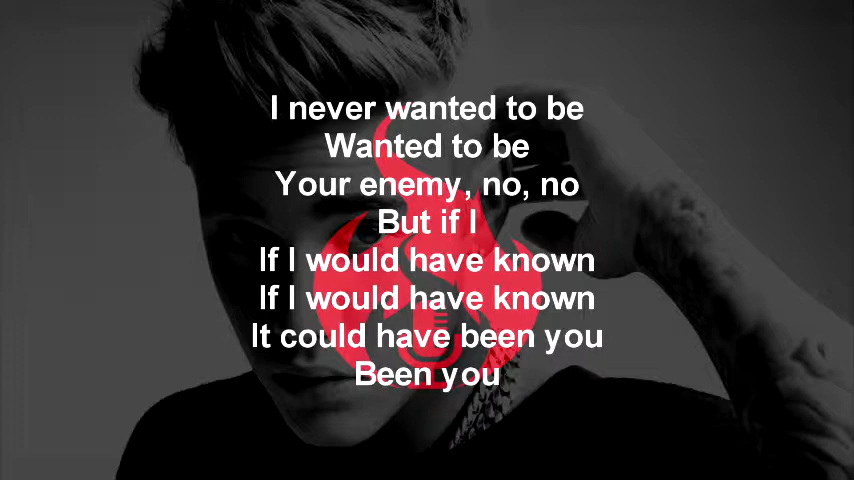 I never wanted to be
Wanted to be
Your enemy, no, no
But if I
If I would have known
If I would have known
It could have been you
Been you